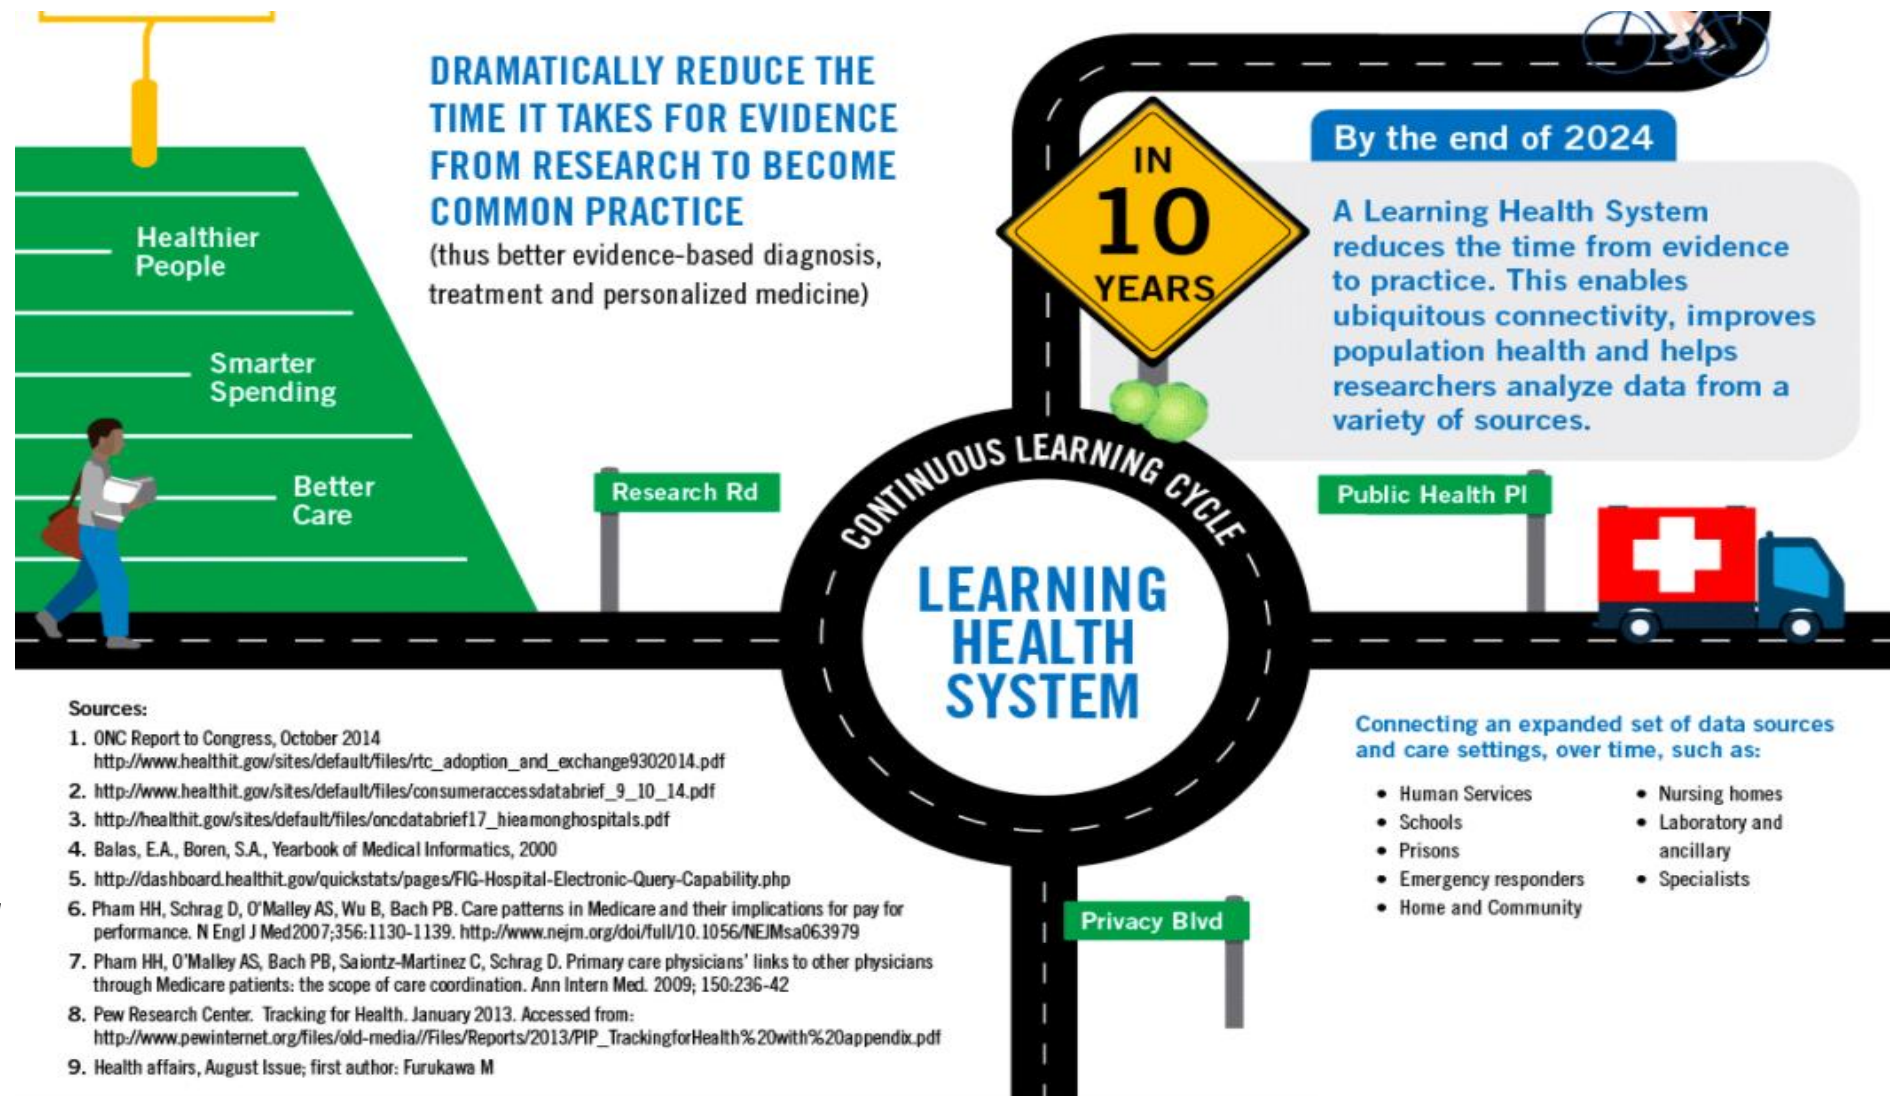 DRAMATICALLY REDUCE THE
TIME IT TAKES FOR EVIDENCE
FROM RESEARCH TO BECOME
COMMON PRACTICE
(thus better evidence-based diagnosis,
treatment and personalized medicine)
Healthier
People
Smarter
Spending
Better
Care
IN
10
YEARS
By the end of 2024
A Learning Health System
reduces the time from evidence
to practice. This enables
ubiquitous connectivity, improves
population health and helps
researchers analyze data from a
variety of sources.
Research Rd
CONTINUOUS LEARNING CYCLE
LEARNING
HEALTH
SYSTEM
Public Health Pl
Sources:
1. ONC Report to Congress, October 2014
http://www.healthit.gov/sites/default/files/rtc_adoption_and_exchange9302014.pdf
2. http://www.healthit.gov/sites/default/files/consumeraccessdatabrief_9_10_14.pdf
3. http://healthit.gov/sites/default/files/oncdatabrief17_hieamonghospitals.pdf
4. Balas, E.A., Boren, S.A., Yearbook of Medical Informatics, 2000
5. http://dashboard.healthit.gov/quickstats/pages/FIG-Hospital-Electronic-Query-Capability.php
6. Pham HH, Schrag D, O'Malley AS, Wu B, Bach PB. Care patterns in Medicare and their implications for pay for
performance. N Engl J Med2007;356:1130-1139. http://www.nejm.org/doi/full/10.1056/NEJMsa063979
7. Pham HH, O'Malley AS, Bach PB, Saiontz-Martinez C, Schrag D. Primary care physicians' links to other physicians
through Medicare patients: the scope of care coordination. Ann Intern Med. 2009; 150:236-42
8. Pew Research Center. Tracking for Health. January 2013. Accessed from:
http://www.pewinternet.org/files/old-media//Files/Reports/2013/PIP_TrackingforHealth%20with%20appendix.pdf
9. Health affairs, August Issue; first author: Furukawa M
Privacy Blvd
Connecting an expanded set of data sources
and care settings, over time, such as:
• Human Services
• Schools
• Prisons
• Emergency responders
• Home and Community
• Nursing homes
• Laboratory and
ancillary
• Specialists